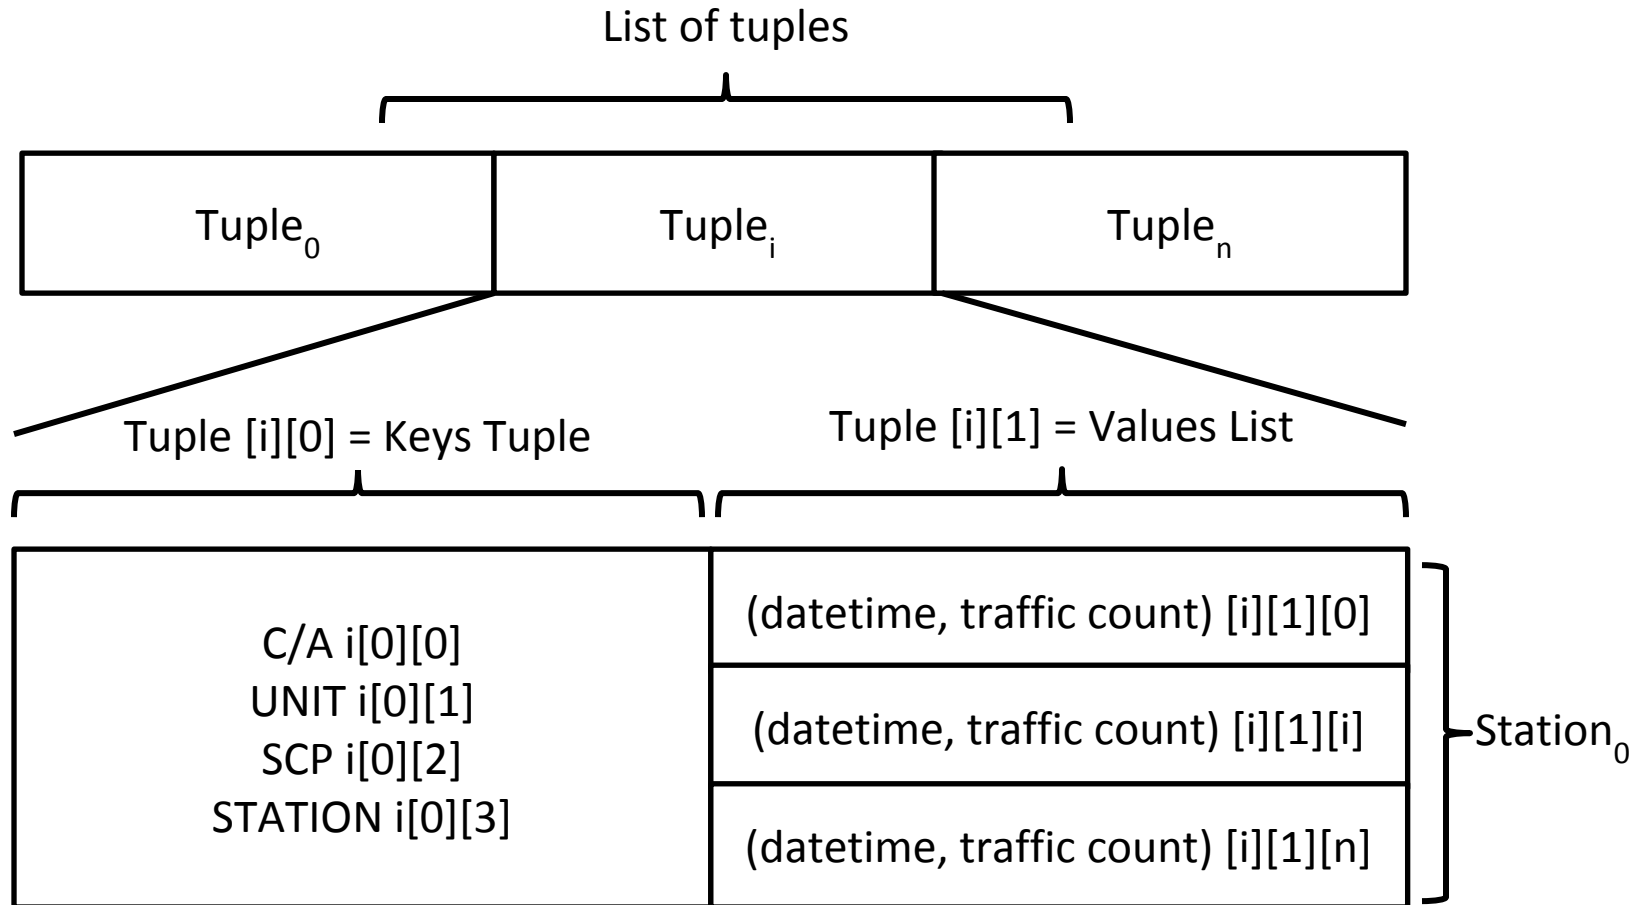 List of tuples
Tuple0
Tuplei
Tuplen
Tuple [i][0] = Keys Tuple
Tuple [i][1] = Values List
C/A i[0][0]
UNIT i[0][1]
SCP i[0][2]
STATION i[0][3]
(datetime, traffic count) [i][1][0]
(datetime, traffic count) [i][1][i]
(datetime, traffic count) [i][1][n]
Station0